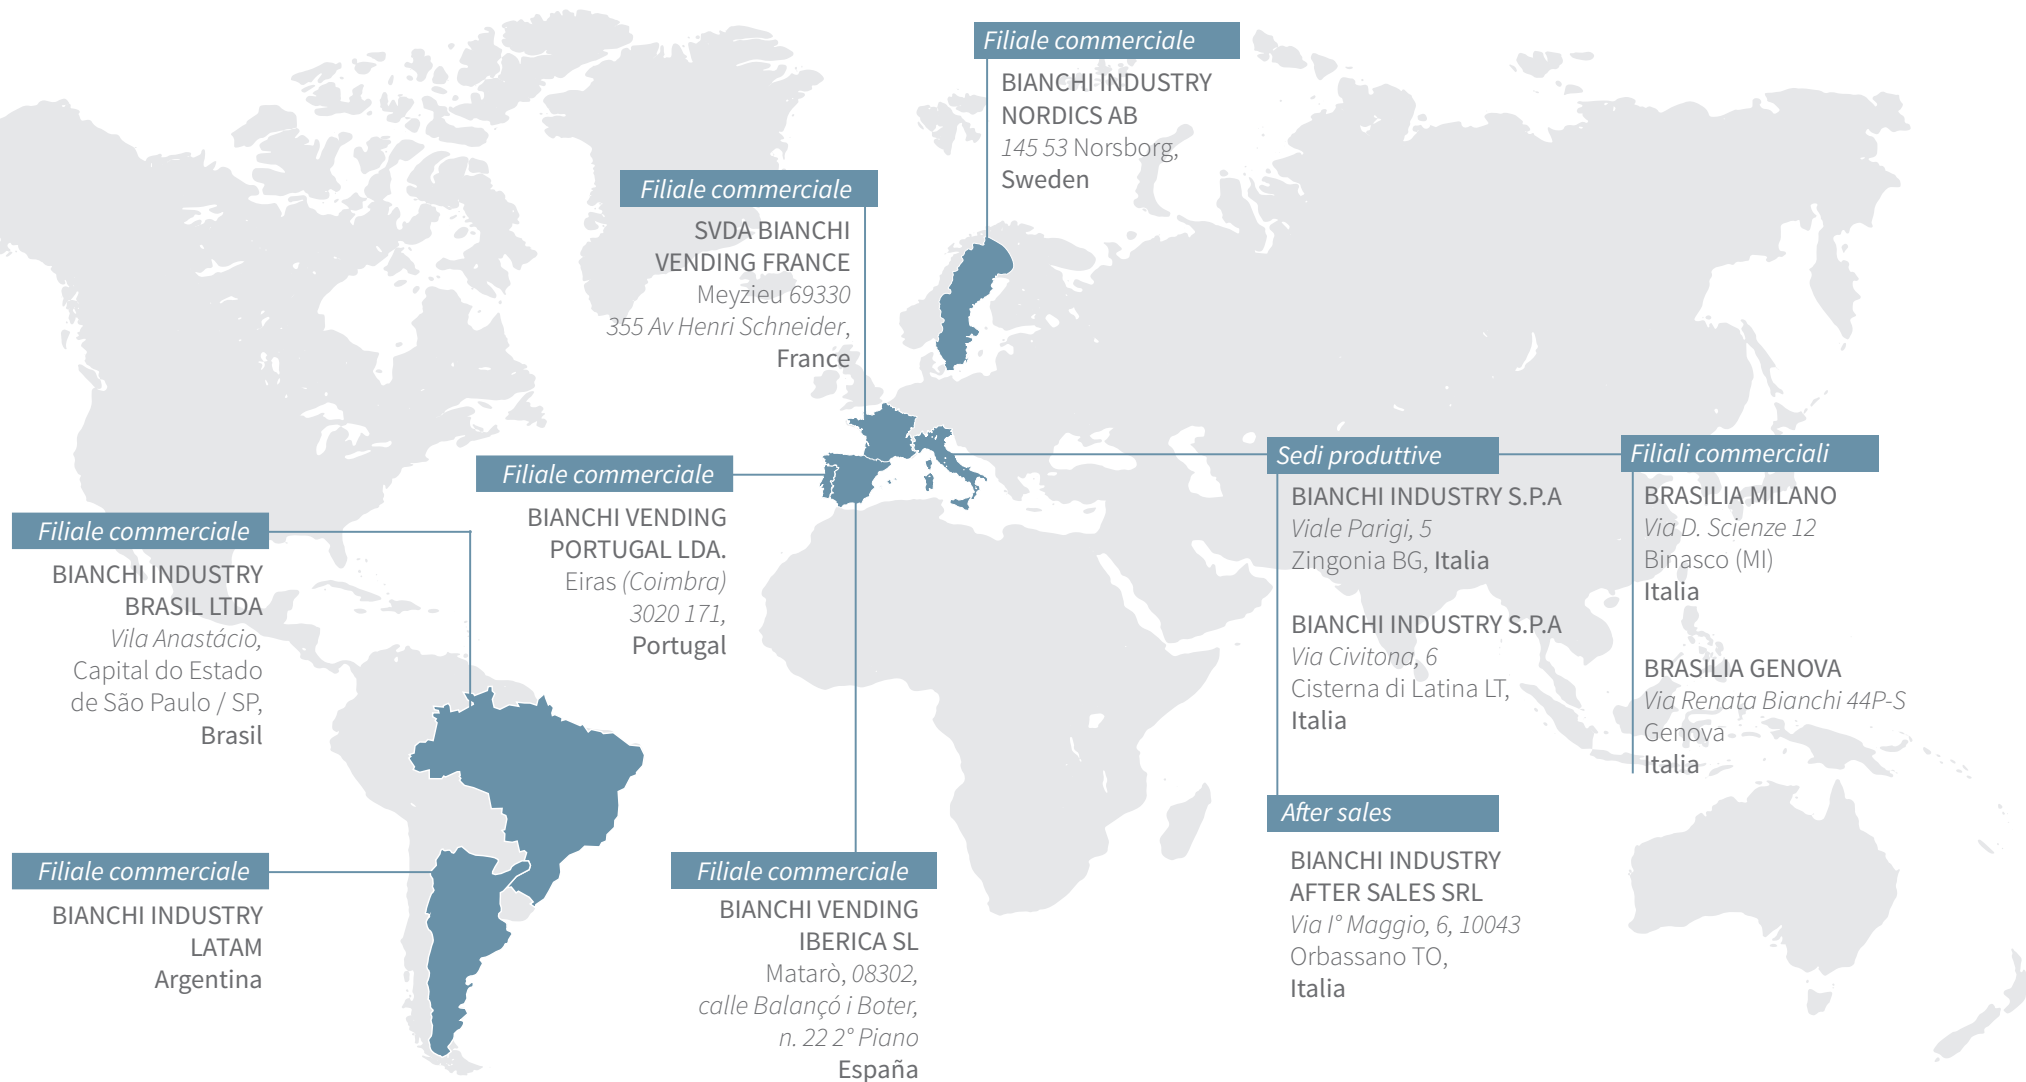 Filiale commerciale
BIANCHI INDUSTRY
NORDICS AB
145 53 Norsborg,
Sweden
Filiale commerciale
SVDA BIANCHI
VENDING FRANCE
Meyzieu 69330
355 Av Henri Schneider,
France
Filiale commerciale
BIANCHI VENDING
PORTUGAL LDA.
Eiras (Coimbra)
3020 171,
Portugal
Filiale commerciale
BIANCHI INDUSTRY
BRASIL LTDA
Vila Anastácio,
Capital do Estado
de São Paulo / SP,
Brasil
Filiale commerciale
BIANCHI INDUSTRY
LATAM
Argentina
Filiale commerciale
BIANCHI VENDING
IBERICA SL
Matarò, 08302,
calle Balançó i Boter,
n. 22 2° Piano
España
Sedi produttive
BIANCHI INDUSTRY S.P.A
Viale Parigi, 5
Zingonia BG, Italia
BIANCHI INDUSTRY S.P.A
Via Civitona, 6
Cisterna di Latina LT,
Italia
After sales
BIANCHI INDUSTRY
AFTER SALES SRL
Via I° Maggio, 6, 10043
Orbassano TO,
Italia
Filiali commerciali
BRASILIA MILANO
Via D. Scienze 12
Binasco (MI)
Italia
BRASILIA GENOVA
Via Renata Bianchi 44P-S
Genova
Italia